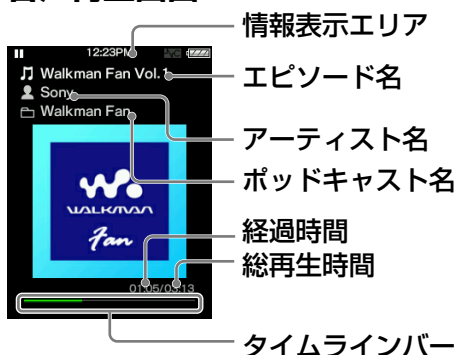 情報表示エリア
12:23PM
Walkman Fan Vol.1
エピソード名
Sony
Walkman Fan
アーティスト名
ポッドキャスト名
WALKMAN
Fan
経過時間
総再生時間
01:05/03:13
タイムラインバー